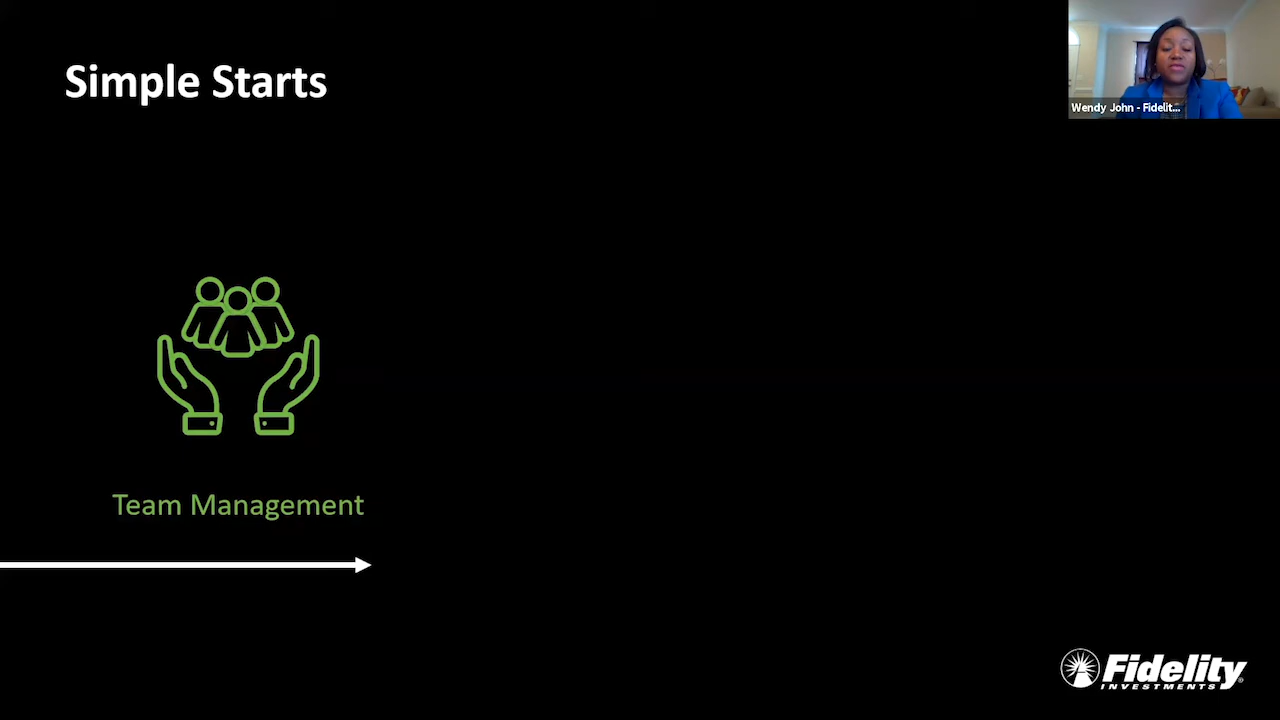 Simple Starts
Wendy John - Fidelit...
Team Management
Fidelity
INVESTMENTS